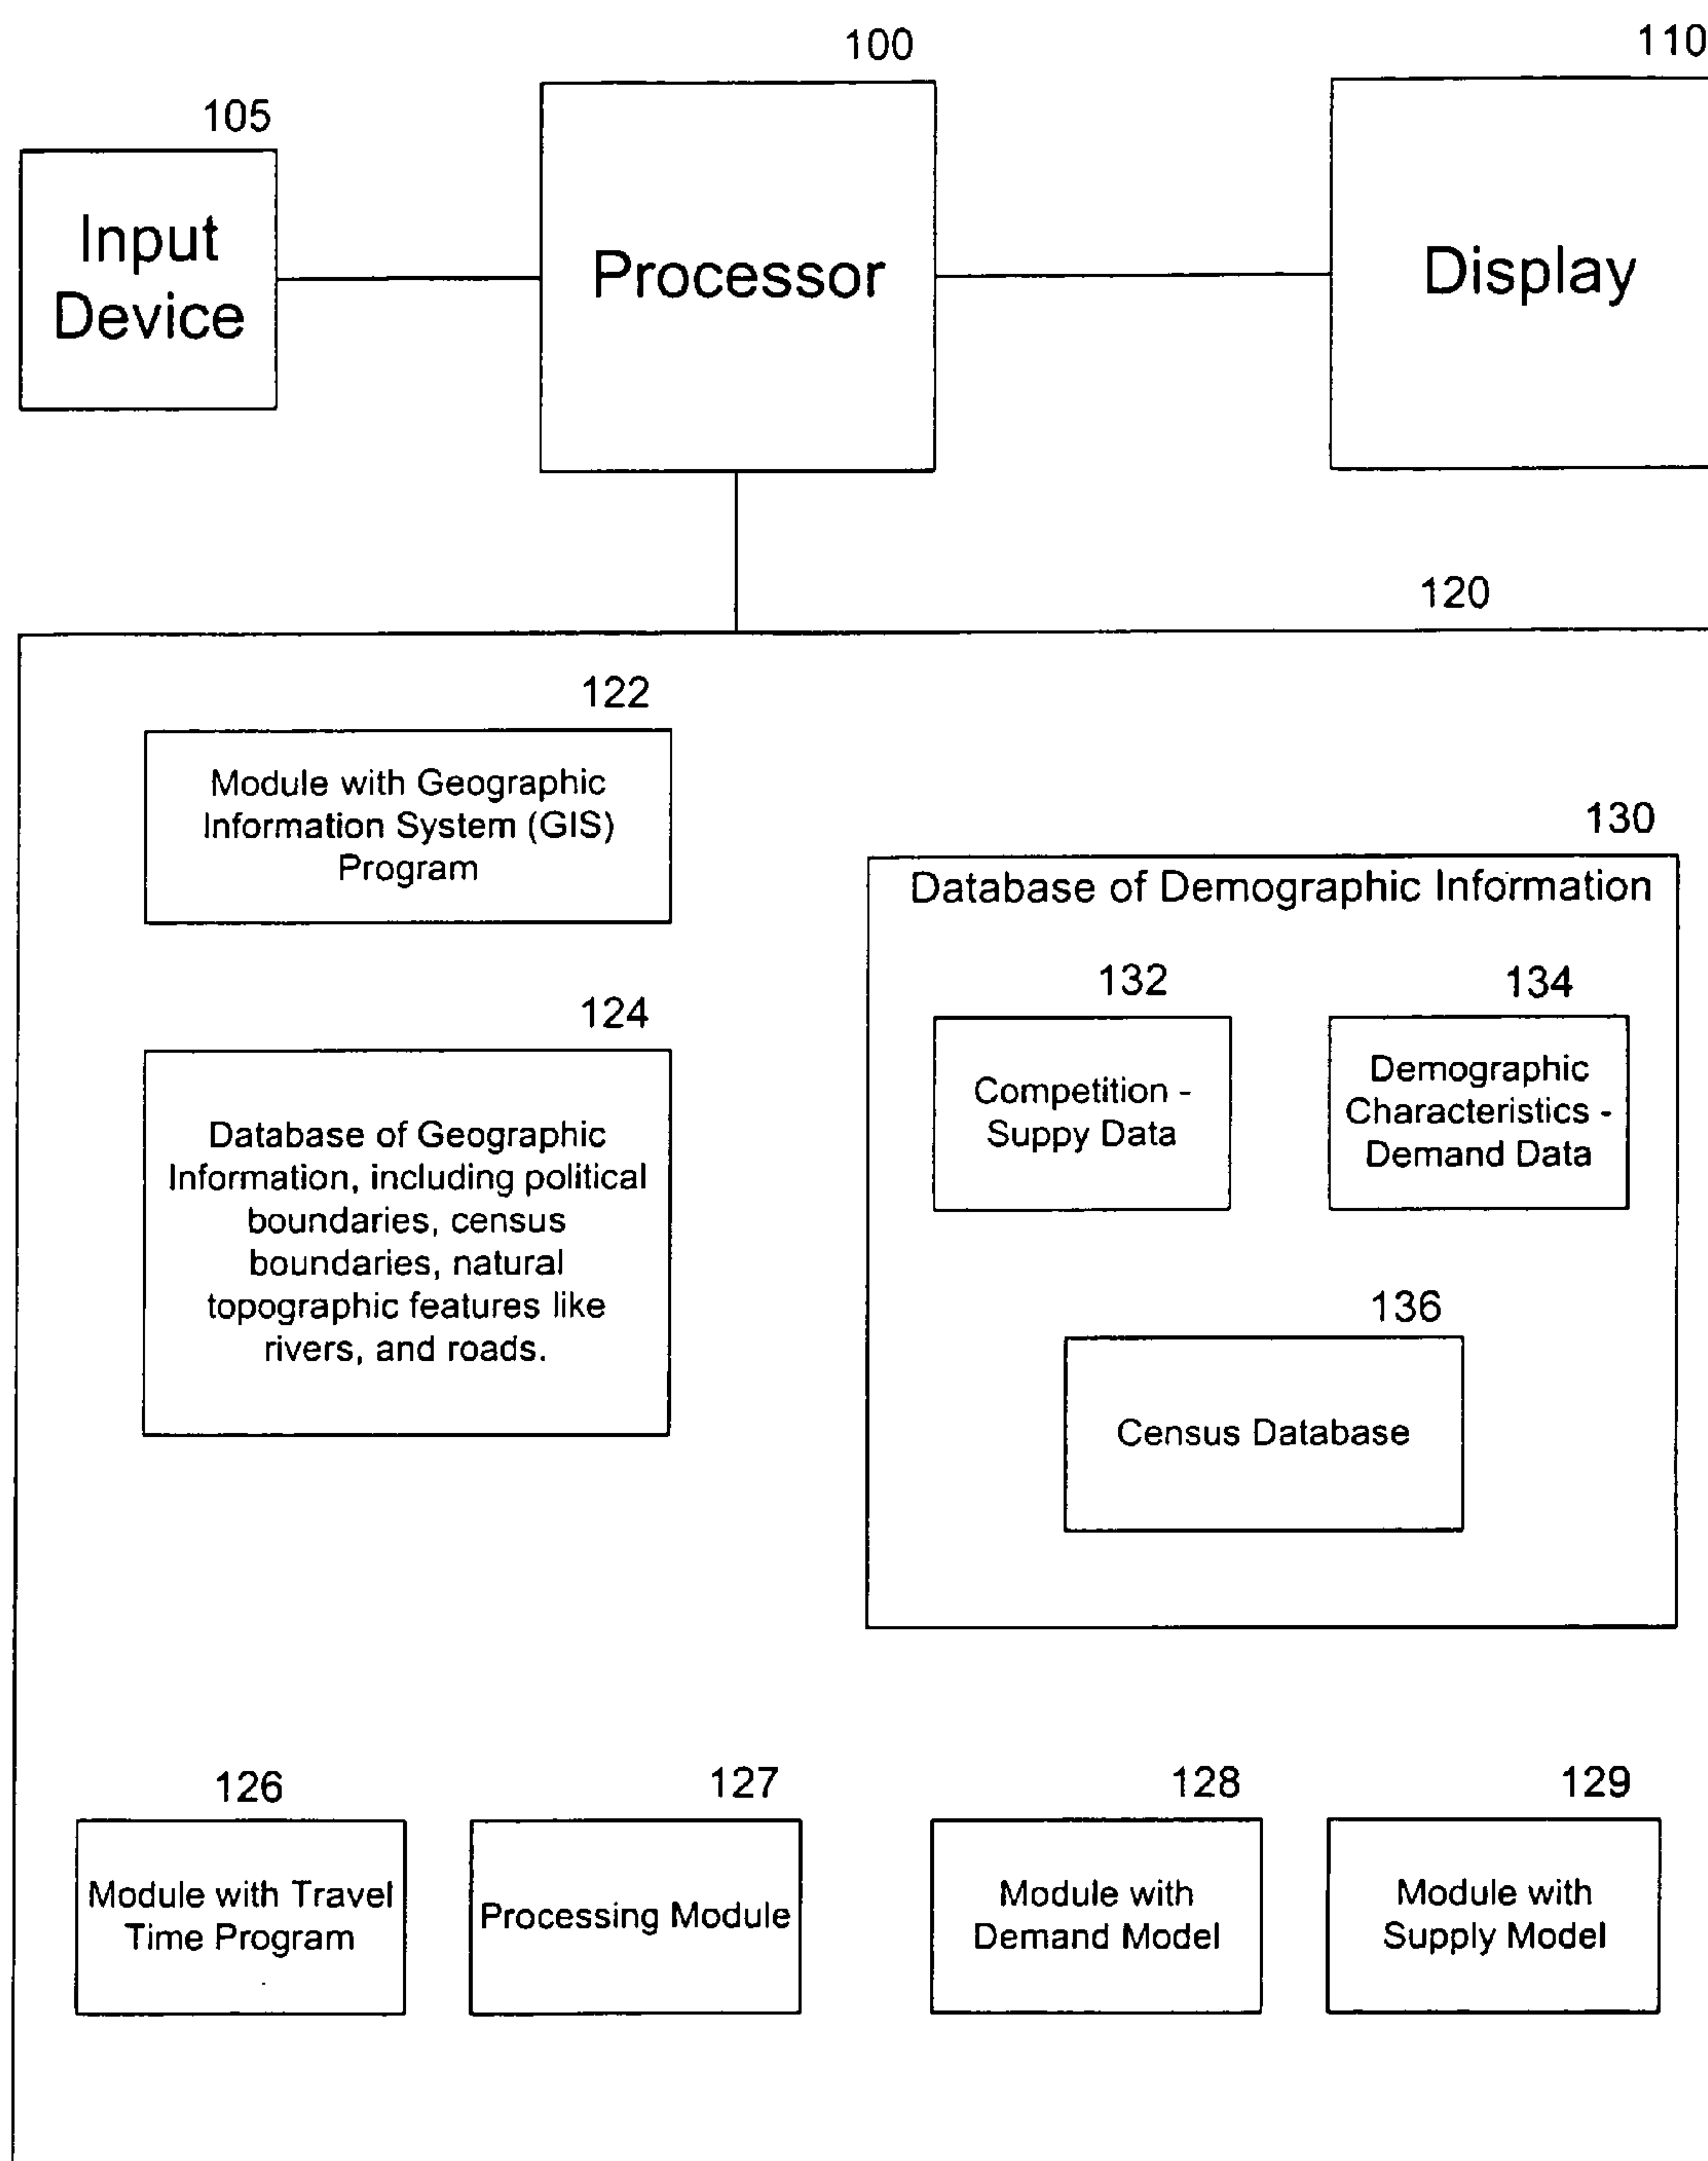 100
110
105
Input
Device
Processor
Display
120
122
Module with Geographic
Information System (GIS)
Program
130
Database of Demographic Information
124
Database of Geographic
Information, including political
boundaries, census
boundaries, natural
topographic features like
rivers, and roads.
132
Competition -
Suppy Data
134
Demographic
Characteristics -
Demand Data
136
Census Database
126
Module with Travel
Time Program
127
Processing Module
128
Module with
Demand Model
129
Module with
Supply Model